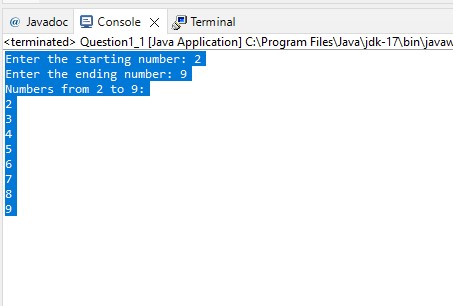 @ Javadoc Console Terminal
<terminated> Question1_1 [Java Application] C:\Program Files\Java\jdk-17\bin\javaw
Enter the starting number: 2
Enter the ending number: 9
Numbers from 2 to 9:
2
3
4
5
6
7
8
9